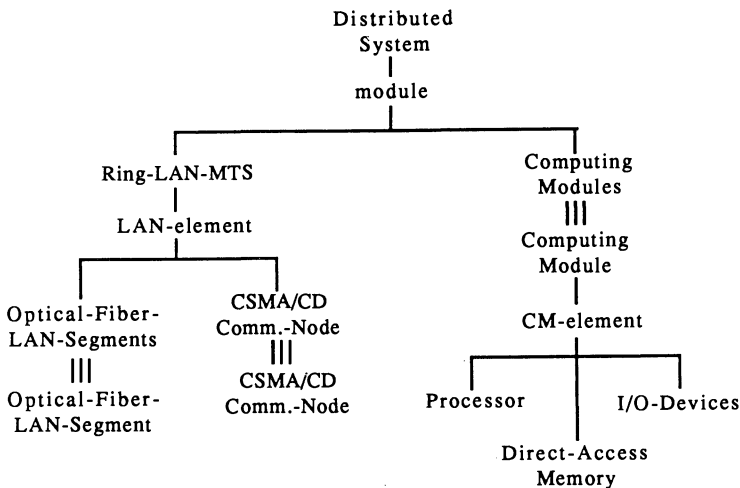 Distributed
System
module
Ring-LAN-MTS
Computing
Modules
LAN-element
Computing
Module
Optical-Fiber-
LAN-Segments
CSMA/CD
Comm.-Node
CM-element
Optical-Fiber-
LAN-Segment
CSMA/CD
Comm.-Node
Processor
I/O-Devices
Direct-Access
Memory